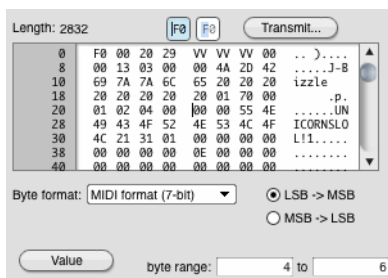 Length: 2832 F0 F0 Transmit...
0 F0 00 20 29 VV VV VV 00 .. )....
8 00 13 03 00 00 4A 2D 42 .....J-B
10 69 7A 7A 6C 65 20 20 20 izzle
18 20 20 20 20 20 01 70 00 .p.
20 01 02 04 00 00 00 55 4E ......UN
28 49 43 4F 52 4E 53 4C 4F ICORNSLO
30 4C 21 31 01 00 00 00 00 L!1.....
38 00 00 00 00 0E 00 00 00 ........
40 00 00 00 00 00 00 00 00 ........
Byte format: MIDI format (7-bit) LSB -> MSB
MSB -> LSB
Value byte range: 4 to 6